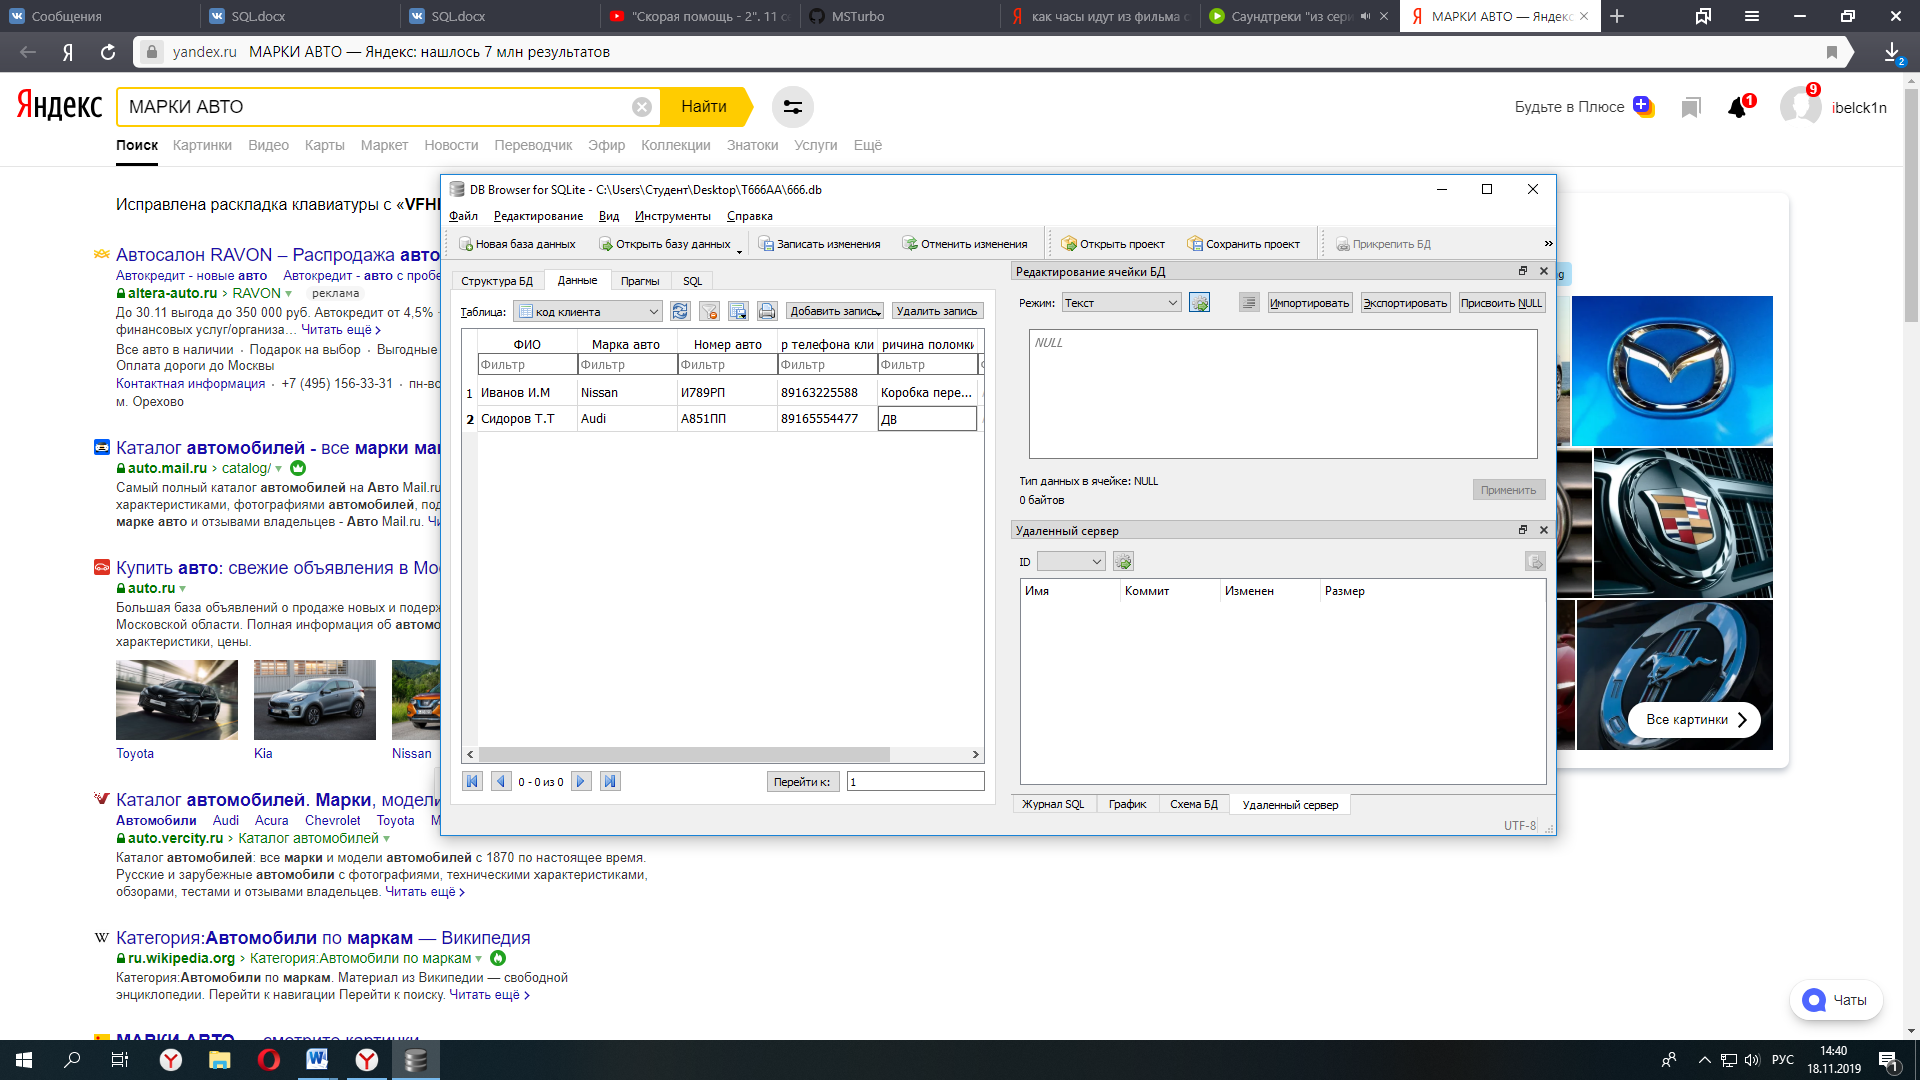 Сообщения
SQL.docx
SQL.docx
"Скорая помощь - 2". 11 се
MSTurbo
как часы идут из фильма с
Саундтреки "из сери
МАРКИ АВТО — Яндекс
yandex.ru МАРКИ АВТО — Яндекс: нашлось 7 млн результатов
2
Яндекс
МАРКИ АВТО
Найти
Будьте в Плюсе
1
9
ibelck1n
Поиск Картинки Видео Карты Маркет Новости Переводчик Эфир Коллекции Знатоки Услуги Ещё
Исправлена раскладка клавиатуры с «VFHI
Автосалон RAVON – Распродажа авто
Автокредит - новые авто Автокредит - авто с пробе
altera-auto.ru › RAVON реклама
До 30.11 выгода до 350 000 руб. Автокредит от 4,5%
финансовых услуг/организа… Читать ещё ›
Все авто в наличии · Подарок на выбор · Выгодные
Оплата дороги до Москвы
Контактная информация · +7 (495) 156-33-31 · пн-вс
м. Орехово
Каталог автомобилей - все марки ма
auto.mail.ru › catalog/
Самый полный каталог автомобилей на Авто Mail.ru
характеристиками, фотографиями автомобилей, под
марке авто и отзывами владельцев - Авто Mail.ru. Чи
Купить авто: свежие объявления в Мо
auto.ru
Большая база объявлений о продаже новых и подерж
Московской области. Полная информация об автомо
характеристики, цены.
Toyota
Kia
Nissan
Каталог автомобилей. Марки, модели
Автомобили Audi Acura Chevrolet Toyota M
auto.vercity.ru › Каталог автомобилей
Каталог автомобилей: все марки и модели автомобилей с 1870 по настоящее время.
Русские и зарубежные автомобили с фотографиями, техническими характеристиками,
обзорами, тестами и отзывами владельцев. Читать ещё ›
W Категория:Автомобили по маркам — Википедия
ru.wikipedia.org › Категория:Автомобили по маркам
Категория:Автомобили по маркам. Материал из Википедии — свободной
энциклопедии. Перейти к навигации Перейти к поиску. Читать ещё ›
МАРКИ АВТО — смотрите картинки
DB Browser for SQLite - C:\Users\Студент\Desktop\T666AA\666.db
Файл Редактирование Вид Инструменты Справка
Новая база данных Открыть базу данных Записать изменения Отменить изменения Открыть проект Сохранить проект Прикрепить БД »
Структура БД Данные Прагмы SQL
Таблица: код клиента Добавить запись Удалить запись
ФИО Марка авто Номер авто р телефона кли ричина поломки
Фильтр Фильтр Фильтр Фильтр Фильтр
1 Иванов И.М Nissan И789РП 89163225588 Коробка пере...
2 Сидоров Т.Т Audi А851ПП 89165554477 ДВ
0 - 0 из 0 Перейти к: 1
Редактирование ячейки БД
Режим: Текст Импортировать Экспортировать Присвоить NULL
NULL
Тип данных в ячейке: NULL
0 байтов
Применить
Удаленный сервер
ID
Имя Коммит Изменен Размер
Журнал SQL График Схема БД Удаленный сервер
UTF-8
Все картинки
Чаты
РУС
14:40
18.11.2019
1